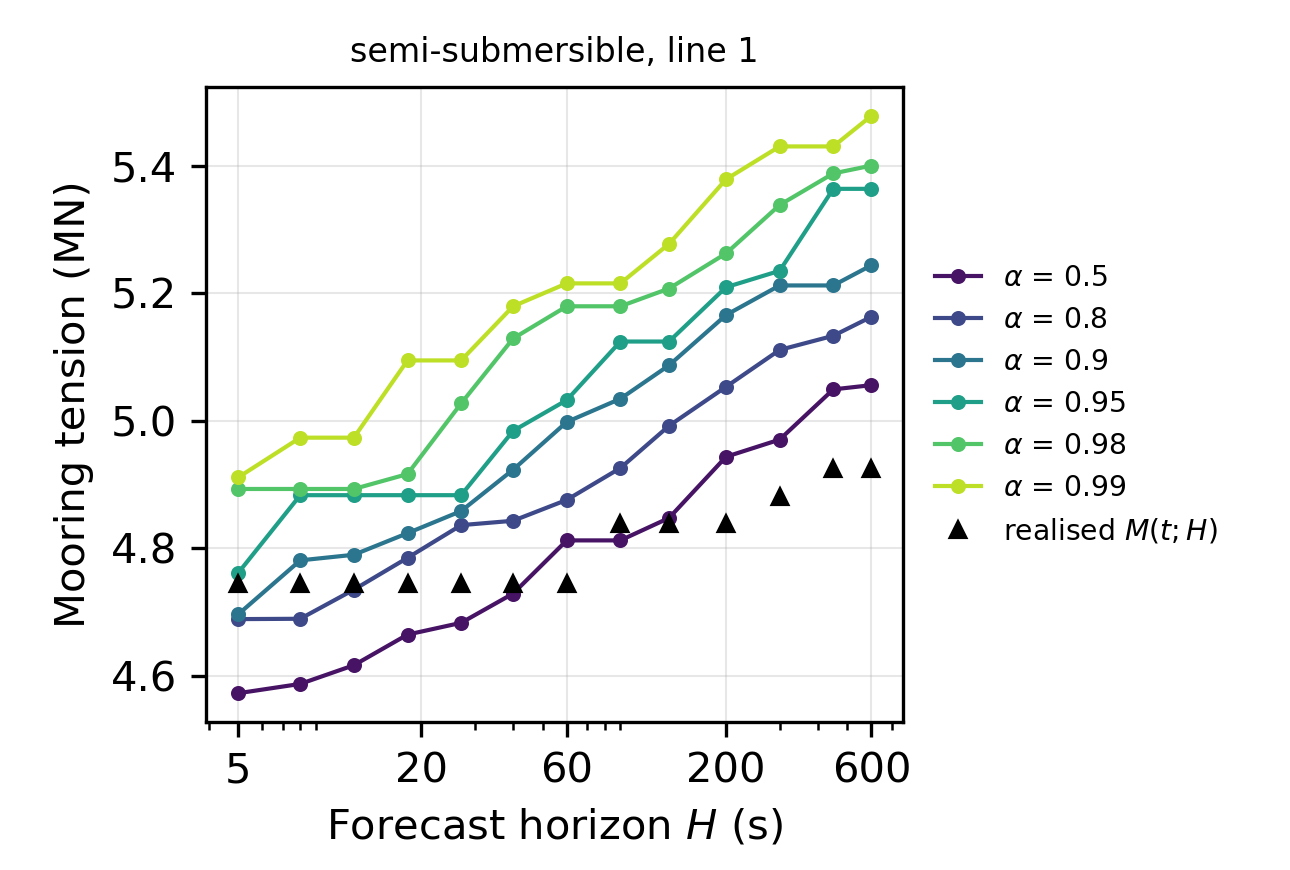 semi-submersible, line 1
Mooring tension (MN)
5.4
5.2
5.0
4.8
4.6
5 20 60 200 600
Forecast horizon H (s)
α = 0.5
α = 0.8
α = 0.9
α = 0.95
α = 0.98
α = 0.99
realised M(t; H)